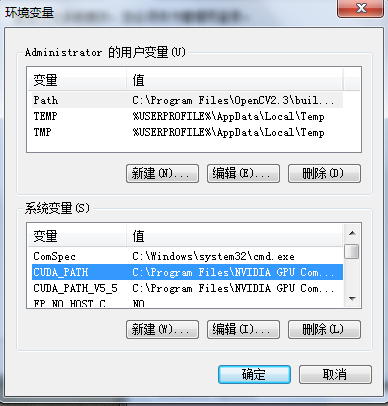 环境变量
Administrator 的用户变量(U)
变量 值
Path C:\Program Files\OpenCV2.3\buil...
TEMP %USERPROFILE%\AppData\Local\Temp
TMP %USERPROFILE%\AppData\Local\Temp
新建(N)... 编辑(E)... 删除(D)
系统变量(S)
变量 值
ComSpec C:\Windows\system32\cmd.exe
CUDA_PATH C:\Program Files\NVIDIA GPU Com...
CUDA_PATH_V5_5 C:\Program Files\NVIDIA GPU Com...
FP_NO_HOST_C... NO
新建(W)... 编辑(I)... 删除(L)
确定 取消